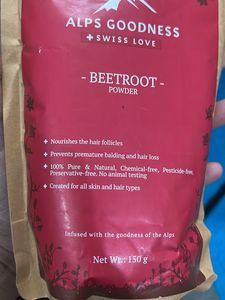 ALPS GOODNESS
+ SWISS LOVE
- BEETROOT -
POWDER
+ Nourishes the hair follicles
+ Prevents premature balding and hair loss
+ 100% Pure & Natural, Chemical-free, Pesticide-free,
Preservative-free. No animal testing
+ Created for all skin and hair types
Infused with the goodness of the Alps
Net Wt.: 150 g